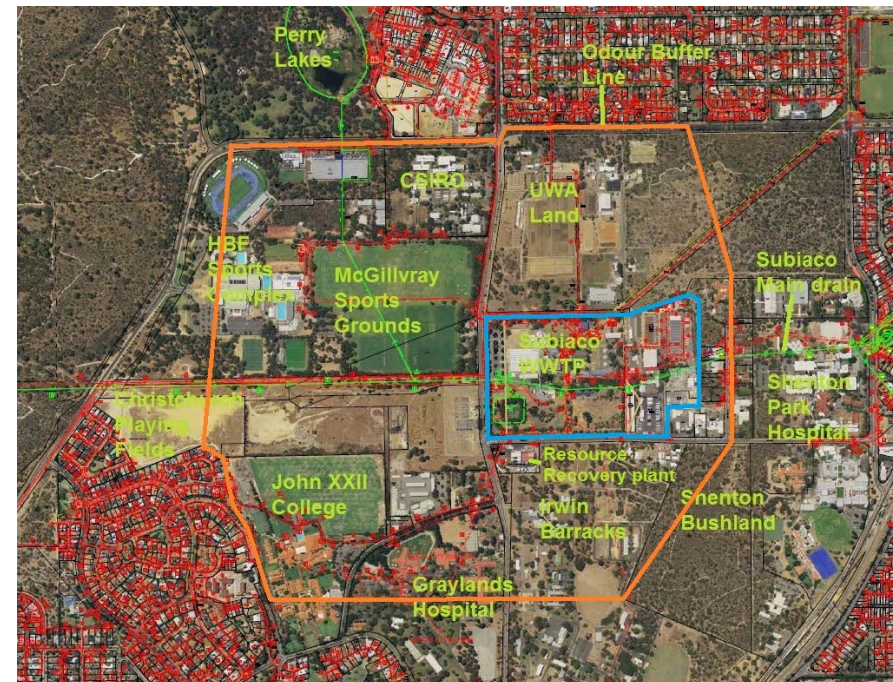 Perry
Lakes
Odour Buffer
Line
CSIRO
UWA
Land
HBF
Sports
Complex
McGillvray
Sports
Grounds
Subiaco
Main drain
Subiaco
WWTP
Shenton
Park
Hospital
Christchurch
Playing
Fields
Resource
Recovery plant
John XXII
College
Irwin
Barracks
Shenton
Bushland
Graylands
Hospital